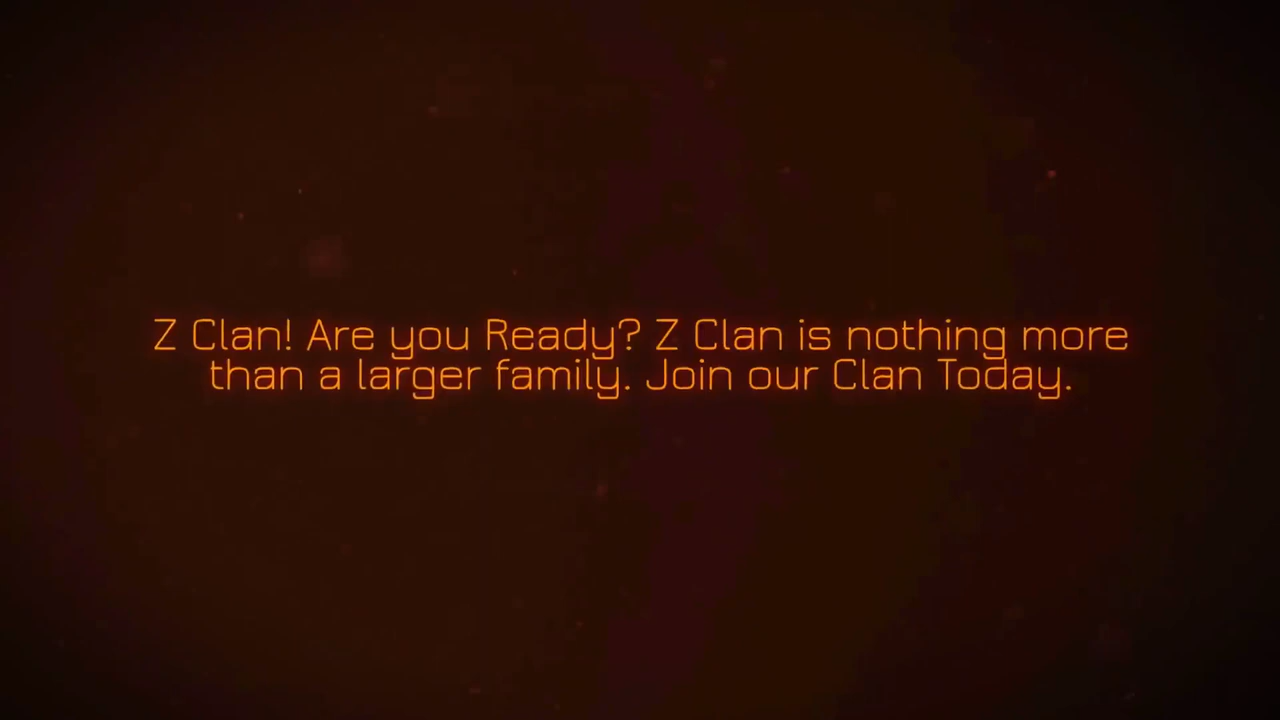 Z Clan! Are you Ready? Z Clan is nothing more
than a larger family. Join our Clan Today.